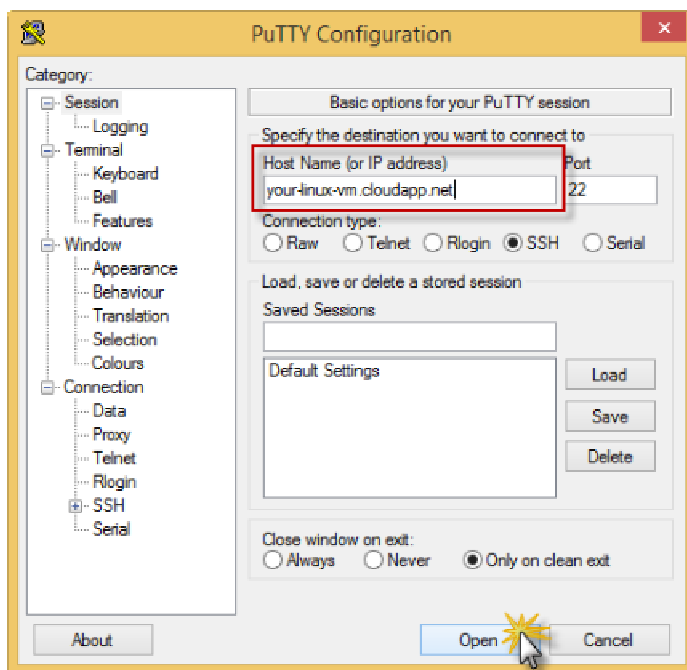 PuTTY Configuration
Category:
Session
Logging
Terminal
Keyboard
Bell
Features
Window
Appearance
Behaviour
Translation
Selection
Colours
Connection
Data
Proxy
Telnet
Rlogin
SSH
Serial
Basic options for your PuTTY session
Specify the destination you want to connect to
Host Name (or IP address) Port
your-linux-vm.cloudapp.net 22
Connection type:
Raw Telnet Rlogin SSH Serial
Load, save or delete a stored session
Saved Sessions
Default Settings
Load
Save
Delete
Close window on exit:
Always Never Only on clean exit
About Open Cancel